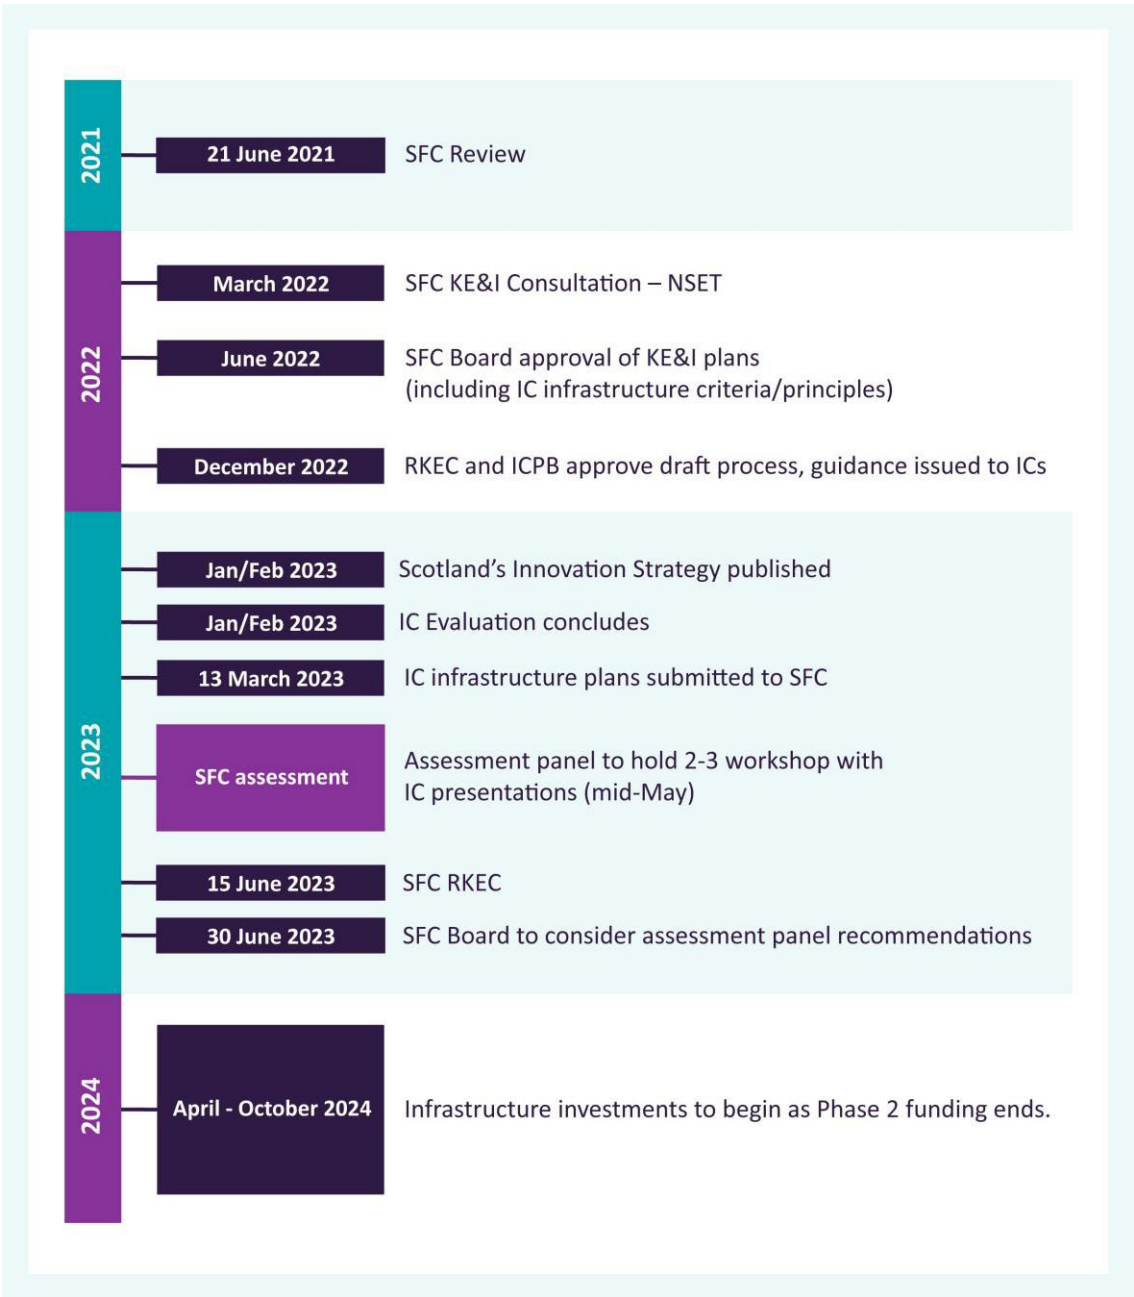 2021
21 June 2021
SFC Review
2022
March 2022
SFC KE&I Consultation – NSET
June 2022
SFC Board approval of KE&I plans
(including IC infrastructure criteria/principles)
December 2022
RKEC and ICPB approve draft process, guidance issued to ICs
2023
Jan/Feb 2023
Scotland’s Innovation Strategy published
Jan/Feb 2023
IC Evaluation concludes
13 March 2023
IC infrastructure plans submitted to SFC
SFC assessment
Assessment panel to hold 2-3 workshop with
IC presentations (mid-May)
15 June 2023
SFC RKEC
30 June 2023
SFC Board to consider assessment panel recommendations
2024
April - October 2024
Infrastructure investments to begin as Phase 2 funding ends.